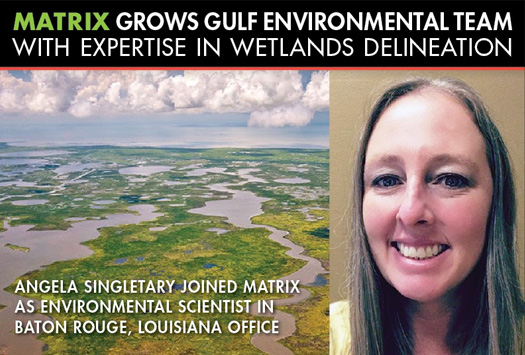 MATRIX GROWS GULF ENVIRONMENTAL TEAM
WITH EXPERTISE IN WETLANDS DELINEATION
ANGELA SINGLETARY JOINED MATRIX
AS ENVIRONMENTAL SCIENTIST IN
BATON ROUGE, LOUISIANA OFFICE